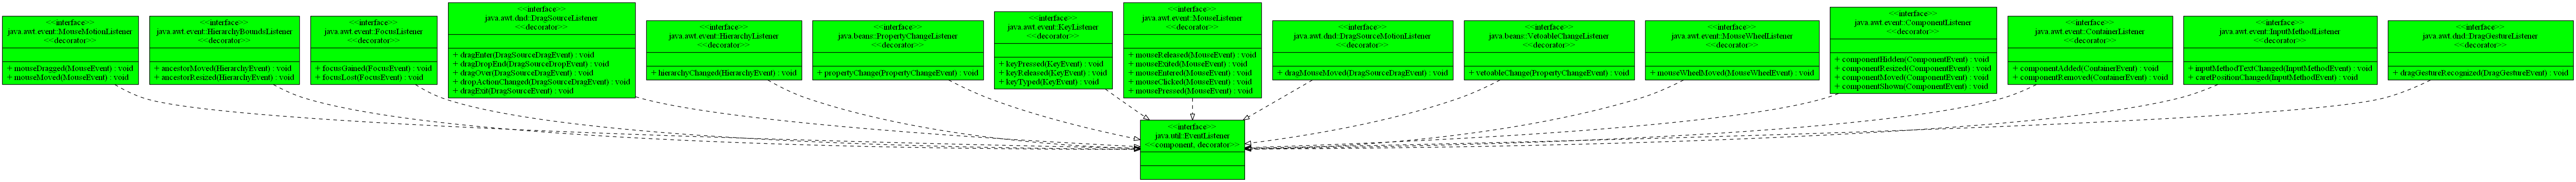 <<interface>>
java.awt.event::MouseMotionListener
<<decorator>>
+ mouseDragged(MouseEvent) : void
+ mouseMoved(MouseEvent) : void
<<interface>>
java.awt.event::HierarchyBoundsListener
<<decorator>>
+ ancestorMoved(HierarchyEvent) : void
+ ancestorResized(HierarchyEvent) : void
<<interface>>
java.awt.event::FocusListener
<<decorator>>
+ focusGained(FocusEvent) : void
+ focusLost(FocusEvent) : void
<<interface>>
java.awt.dnd::DragSourceListener
<<decorator>>
+ dragEnter(DragSourceDragEvent) : void
+ dragDropEnd(DragSourceDropEvent) : void
+ dragOver(DragSourceDragEvent) : void
+ dropActionChanged(DragSourceDragEvent) : void
+ dragExit(DragSourceEvent) : void
<<interface>>
java.awt.event::HierarchyListener
<<decorator>>
+ hierarchyChanged(HierarchyEvent) : void
<<interface>>
java.beans::PropertyChangeListener
<<decorator>>
+ propertyChange(PropertyChangeEvent) : void
<<interface>>
java.awt.event::KeyListener
<<decorator>>
+ keyPressed(KeyEvent) : void
+ keyReleased(KeyEvent) : void
+ keyTyped(KeyEvent) : void
<<interface>>
java.awt.event::MouseListener
<<decorator>>
+ mouseReleased(MouseEvent) : void
+ mouseExited(MouseEvent) : void
+ mouseEntered(MouseEvent) : void
+ mouseClicked(MouseEvent) : void
+ mousePressed(MouseEvent) : void
<<interface>>
java.awt.dnd::DragSourceMotionListener
<<decorator>>
+ dragMouseMoved(DragSourceDragEvent) : void
<<interface>>
java.beans::VetoableChangeListener
<<decorator>>
+ vetoableChange(PropertyChangeEvent) : void
<<interface>>
java.awt.event::MouseWheelListener
<<decorator>>
+ mouseWheelMoved(MouseWheelEvent) : void
<<interface>>
java.awt.event::ComponentListener
<<decorator>>
+ componentHidden(ComponentEvent) : void
+ componentResized(ComponentEvent) : void
+ componentMoved(ComponentEvent) : void
+ componentShown(ComponentEvent) : void
<<interface>>
java.awt.event::ContainerListener
<<decorator>>
+ componentAdded(ContainerEvent) : void
+ componentRemoved(ContainerEvent) : void
<<interface>>
java.awt.event::InputMethodListener
<<decorator>>
+ inputMethodTextChanged(InputMethodEvent) : void
+ caretPositionChanged(InputMethodEvent) : void
<<interface>>
java.awt.dnd::DragGestureListener
<<decorator>>
+ dragGestureRecognized(DragGestureEvent) : void
<<interface>>
java.util::EventListener
<<component, decorator>>